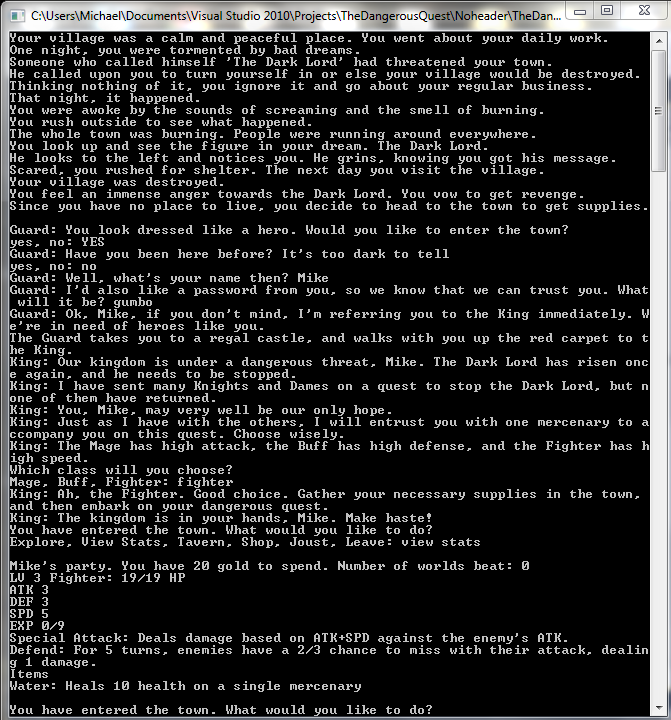 C:\Users\Michael\Documents\Visual Studio 2010\Projects\TheDangerousQuest\Noheader\TheDan...
Your village was a calm and peaceful place. You went about your daily work.
One night, you were tormented by bad dreams.
Someone who called himself 'The Dark Lord' had threatened your town.
He called upon you to turn yourself in or else your village would be destroyed.
Thinking nothing of it, you ignore it and go about your regular business.
That night, it happened.
You were awoke by the sounds of screaming and the smell of burning.
You rush outside to see what happened.
The whole town was burning. People were running around everywhere.
You look up and see the figure in your dream. The Dark Lord.
He looks to the left and notices you. He grins, knowing you got his message.
Scared, you rushed for shelter. The next day you visit the village.
Your village was destroyed.
You feel an immense anger towards the Dark Lord. You vow to get revenge.
Since you have no place to live, you decide to head to the town to get supplies.
Guard: You look dressed like a hero. Would you like to enter the town?
yes, no: YES
Guard: Have you been here before? It's too dark to tell
yes, no: no
Guard: Well, what's your name then? Mike
Guard: I'd also like a password from you, so we know that we can trust you. What
 will it be? gumbo
Guard: Ok, Mike, if you don't mind, I'm referring you to the King immediately. W
e're in need of heroes like you.
The Guard takes you to a regal castle, and walks with you up the red carpet to t
he King.
King: Our kingdom is under a dangerous threat, Mike. The Dark Lord has risen onc
e again, and he needs to be stopped.
King: I have sent many Knights and Dames on a quest to stop the Dark Lord, but n
one of them have returned.
King: You, Mike, may very well be our only hope.
King: Just as I have with the others, I will entrust you with one mercenary to a
ccompany you on this quest. Choose wisely.
King: The Mage has high attack, the Buff has high defense, and the Fighter has h
igh speed.
Which class will you choose?
Mage, Buff, Fighter: fighter
King: Ah, the Fighter. Good choice. Gather your necessary supplies in the town,
and then embark on your dangerous quest.
King: The kingdom is in your hands, Mike. Make haste!
You have entered the town. What would you like to do?
Explore, View Stats, Tavern, Shop, Joust, Leave: view stats
Mike's party. You have 20 gold to spend. Number of worlds beat: 0
LV 3 Fighter: 19/19 HP
ATK 3
DEF 3
SPD 5
EXP 0/9
Special Attack: Deals damage based on ATK+SPD against the enemy's ATK.
Defend: For 5 turns, enemies have a 2/3 chance to miss with their attack, dealin
g 1 damage.
Items
Water: Heals 10 health on a single mercenary
You have entered the town. What would you like to do?